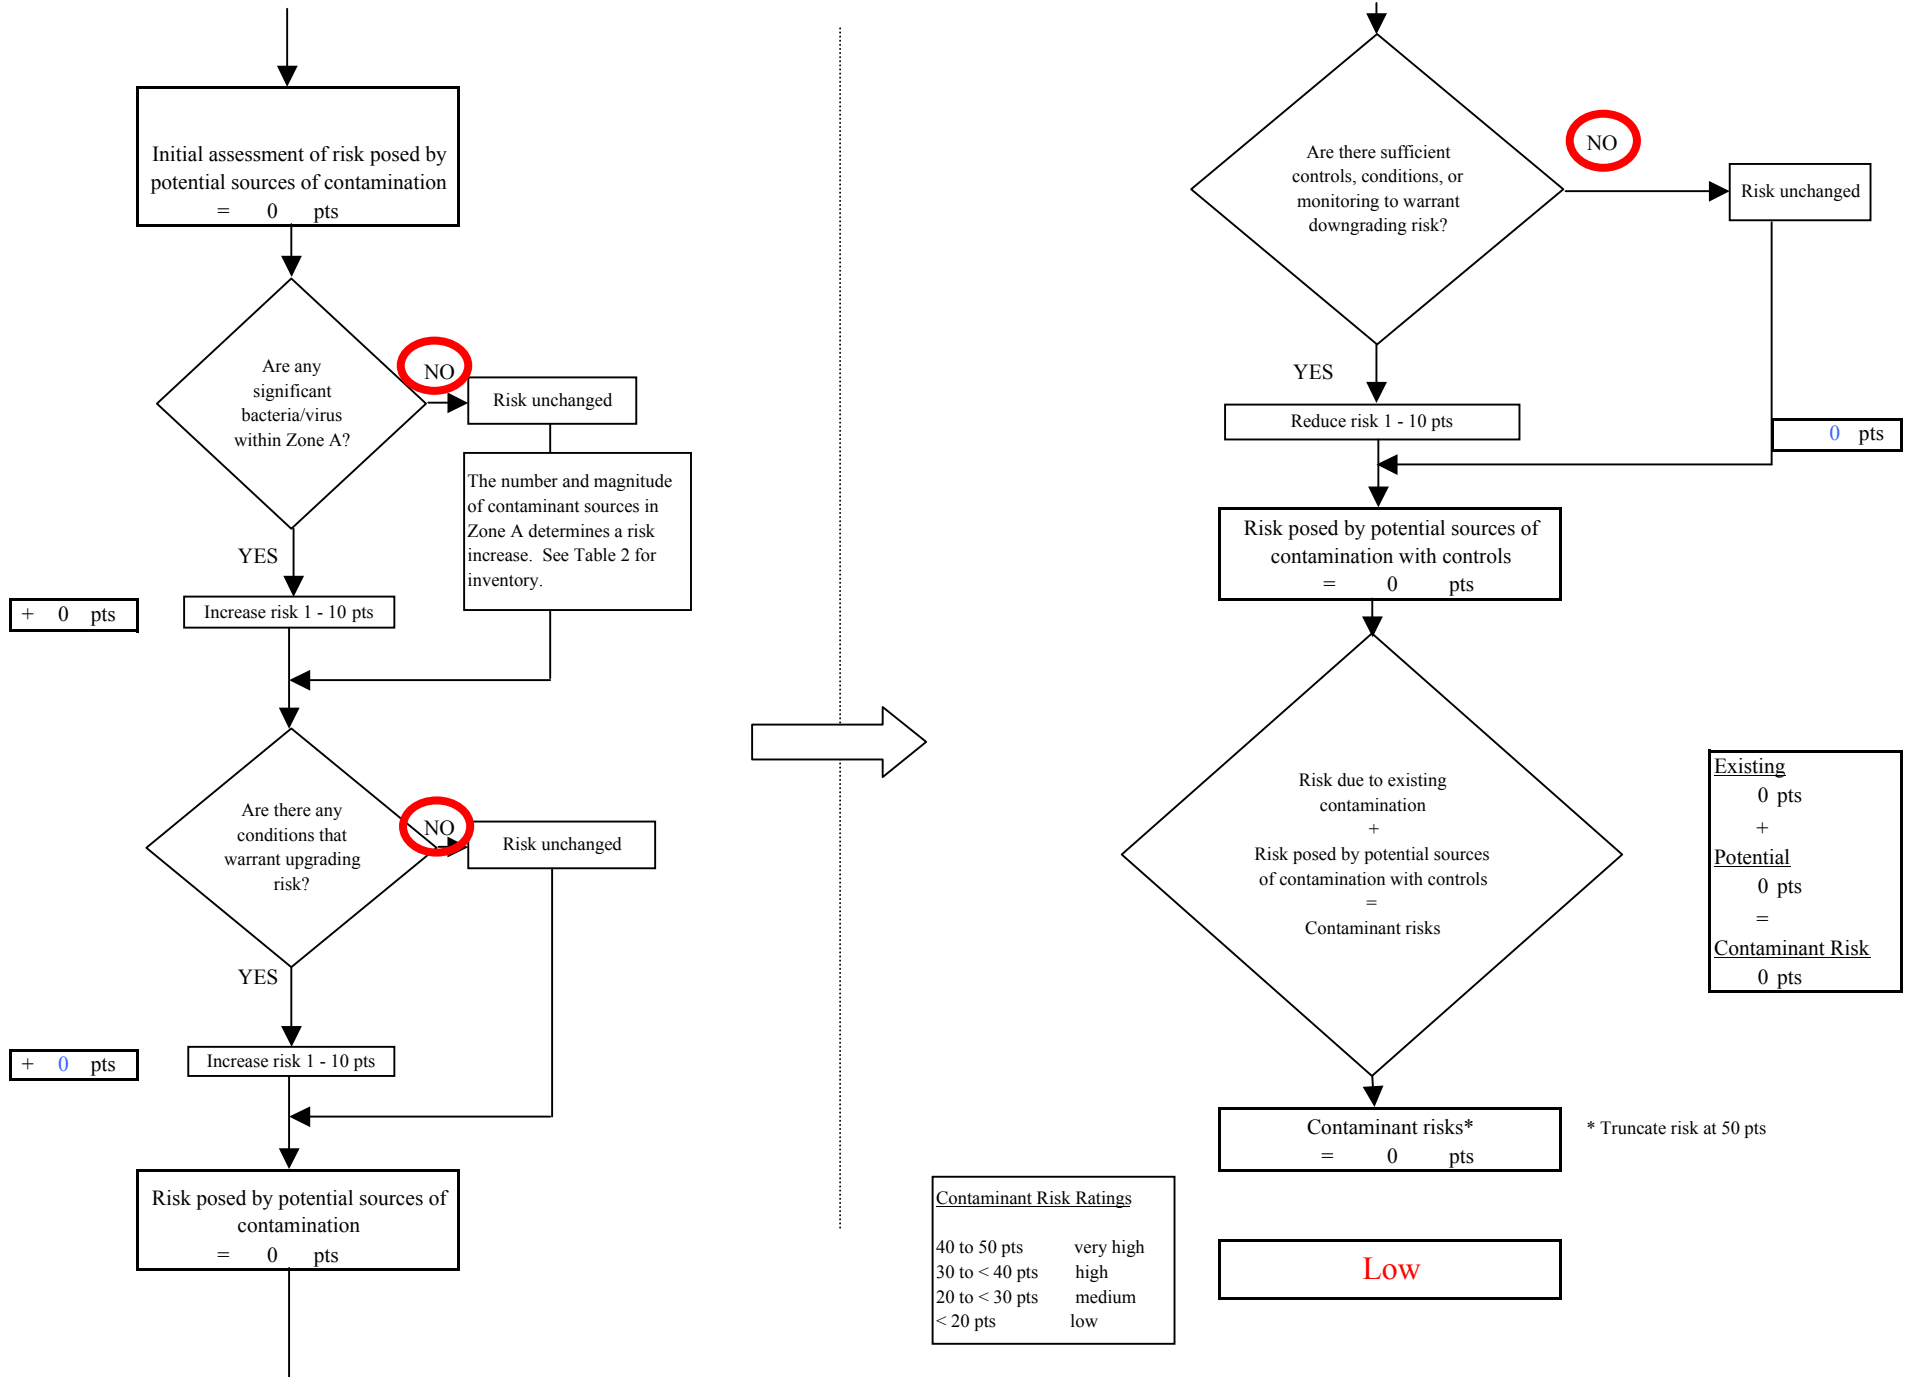 Initial assessment of risk posed by
potential sources of contamination
= 0 pts
Are any
significant
bacteria/virus
within Zone A?
NO
Risk unchanged
The number and magnitude
of contaminant sources in
Zone A determines a risk
increase. See Table 2 for
inventory.
YES
+ 0 pts
Increase risk 1 - 10 pts
Are there any
conditions that
warrant upgrading
risk?
NO
Risk unchanged
YES
+ 0 pts
Increase risk 1 - 10 pts
Risk posed by potential sources of
contamination
= 0 pts
Are there sufficient
controls, conditions, or
monitoring to warrant
downgrading risk?
NO
Risk unchanged
YES
Reduce risk 1 - 10 pts
0 pts
Risk posed by potential sources of
contamination with controls
= 0 pts
Risk due to existing
contamination
+
Risk posed by potential sources
of contamination with controls
=
Contaminant risks
Existing
0 pts
+
Potential
0 pts
=
Contaminant Risk
0 pts
Contaminant risks*
= 0 pts
* Truncate risk at 50 pts
Contaminant Risk Ratings
40 to 50 pts very high
30 to < 40 pts high
20 to < 30 pts medium
< 20 pts low
Low